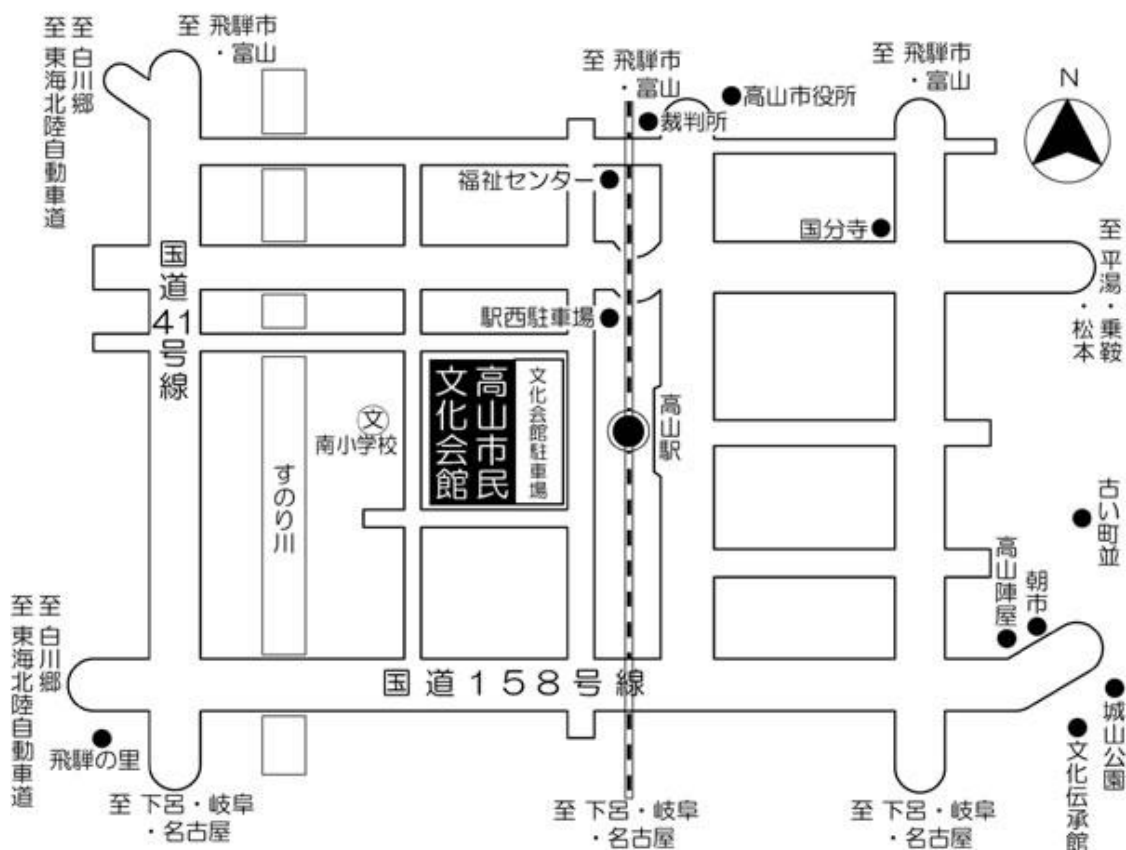 至 白川郷
至 東海北陸自動車道
至 飛騨市
・富山
至 飛騨市
・富山
至 飛騨市
・富山
高山市役所
裁判所
N
福祉センター
国分寺
至 平湯・乗鞍
・松本
国道41号線
駅西駐車場
高山市民
文化会館
文化会館駐車場
高山駅
文
南小学校
すのり川
古い町並
朝市
高山陣屋
至 白川郷
至 東海北陸自動車道
国道158号線
飛騨の里
城山公園
文化伝承館
至 下呂・岐阜
・名古屋
至 下呂・岐阜
・名古屋
至 下呂・岐阜
・名古屋